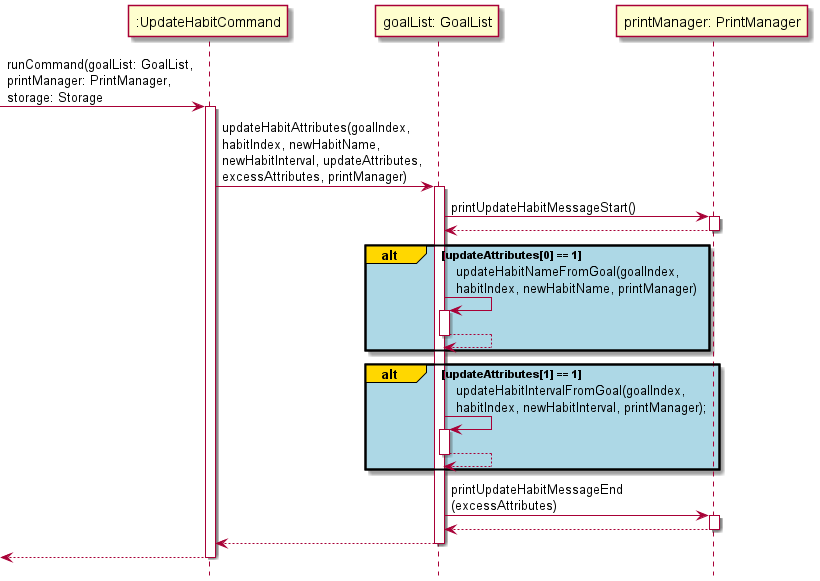 :UpdateHabitCommand
goalList: GoalList
printManager: PrintManager
runCommand(goalList: GoalList,
printManager: PrintManager,
storage: Storage
updateHabitAttributes(goalIndex,
habitIndex, newHabitName,
newHabitInterval, updateAttributes,
excessAttributes, printManager)
printUpdateHabitMessageStart()
alt
[updateAttributes[0] == 1]
updateHabitNameFromGoal(goalIndex,
habitIndex, newHabitName, printManager)
alt
[updateAttributes[1] == 1]
updateHabitIntervalFromGoal(goalIndex,
habitIndex, newHabitInterval, printManager);
printUpdateHabitMessageEnd
(excessAttributes)